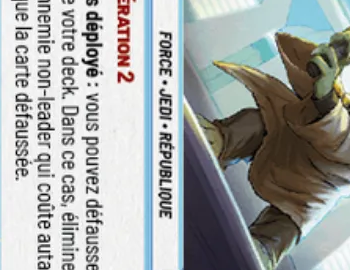 FORCE • JEDI • RÉPUBLIQUE
ÉRATION 2
s déployé : vous pouvez défausse
e votre deck. Dans ce cas, élimine
nnemie non-leader qui coûte auta
que la carte défaussée.